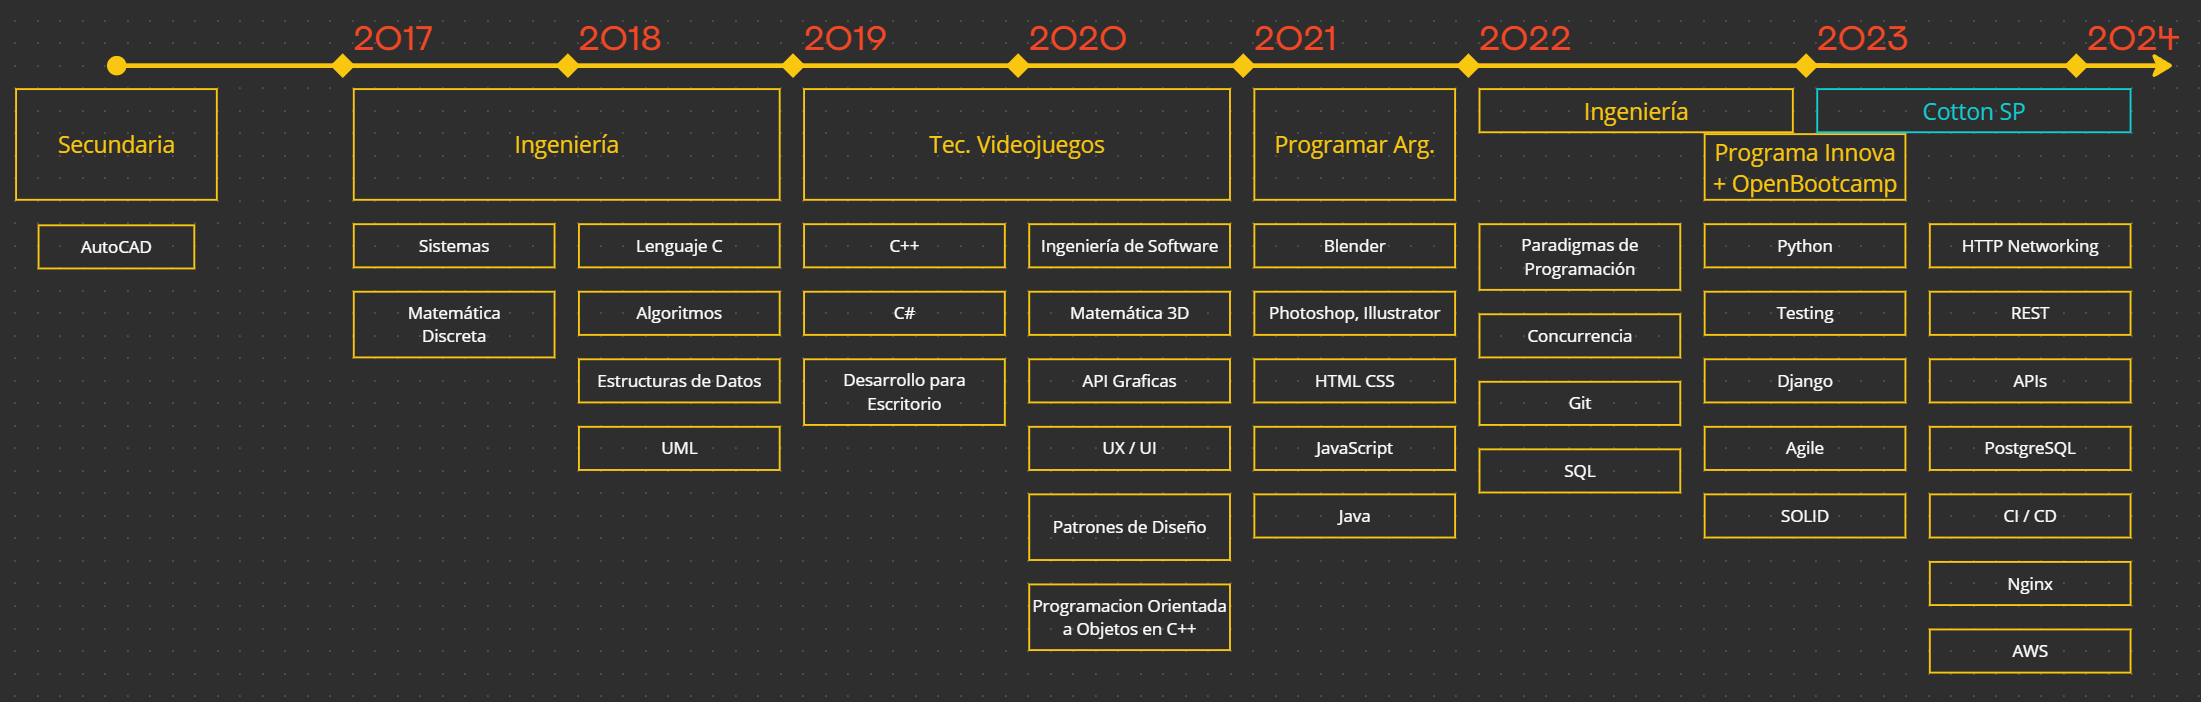 2017
2018
2019
2020
2021
2022
2023
2024
Secundaria
Ingeniería
Tec. Videojuegos
Programar Arg.
Ingeniería
Cotton SP
Programa Innova
+ OpenBootcamp
AutoCAD
Sistemas
Matemática
Discreta
Lenguaje C
Algoritmos
Estructuras de Datos
UML
C++
C#
Desarrollo para
Escritorio
Ingeniería de Software
Matemática 3D
API Graficas
UX / UI
Patrones de Diseño
Programacion Orientada
a Objetos en C++
Blender
Photoshop, Illustrator
HTML CSS
JavaScript
Java
Paradigmas de
Programación
Concurrencia
Git
SQL
Python
Testing
Django
Agile
SOLID
HTTP Networking
REST
APIs
PostgreSQL
CI / CD
Nginx
AWS